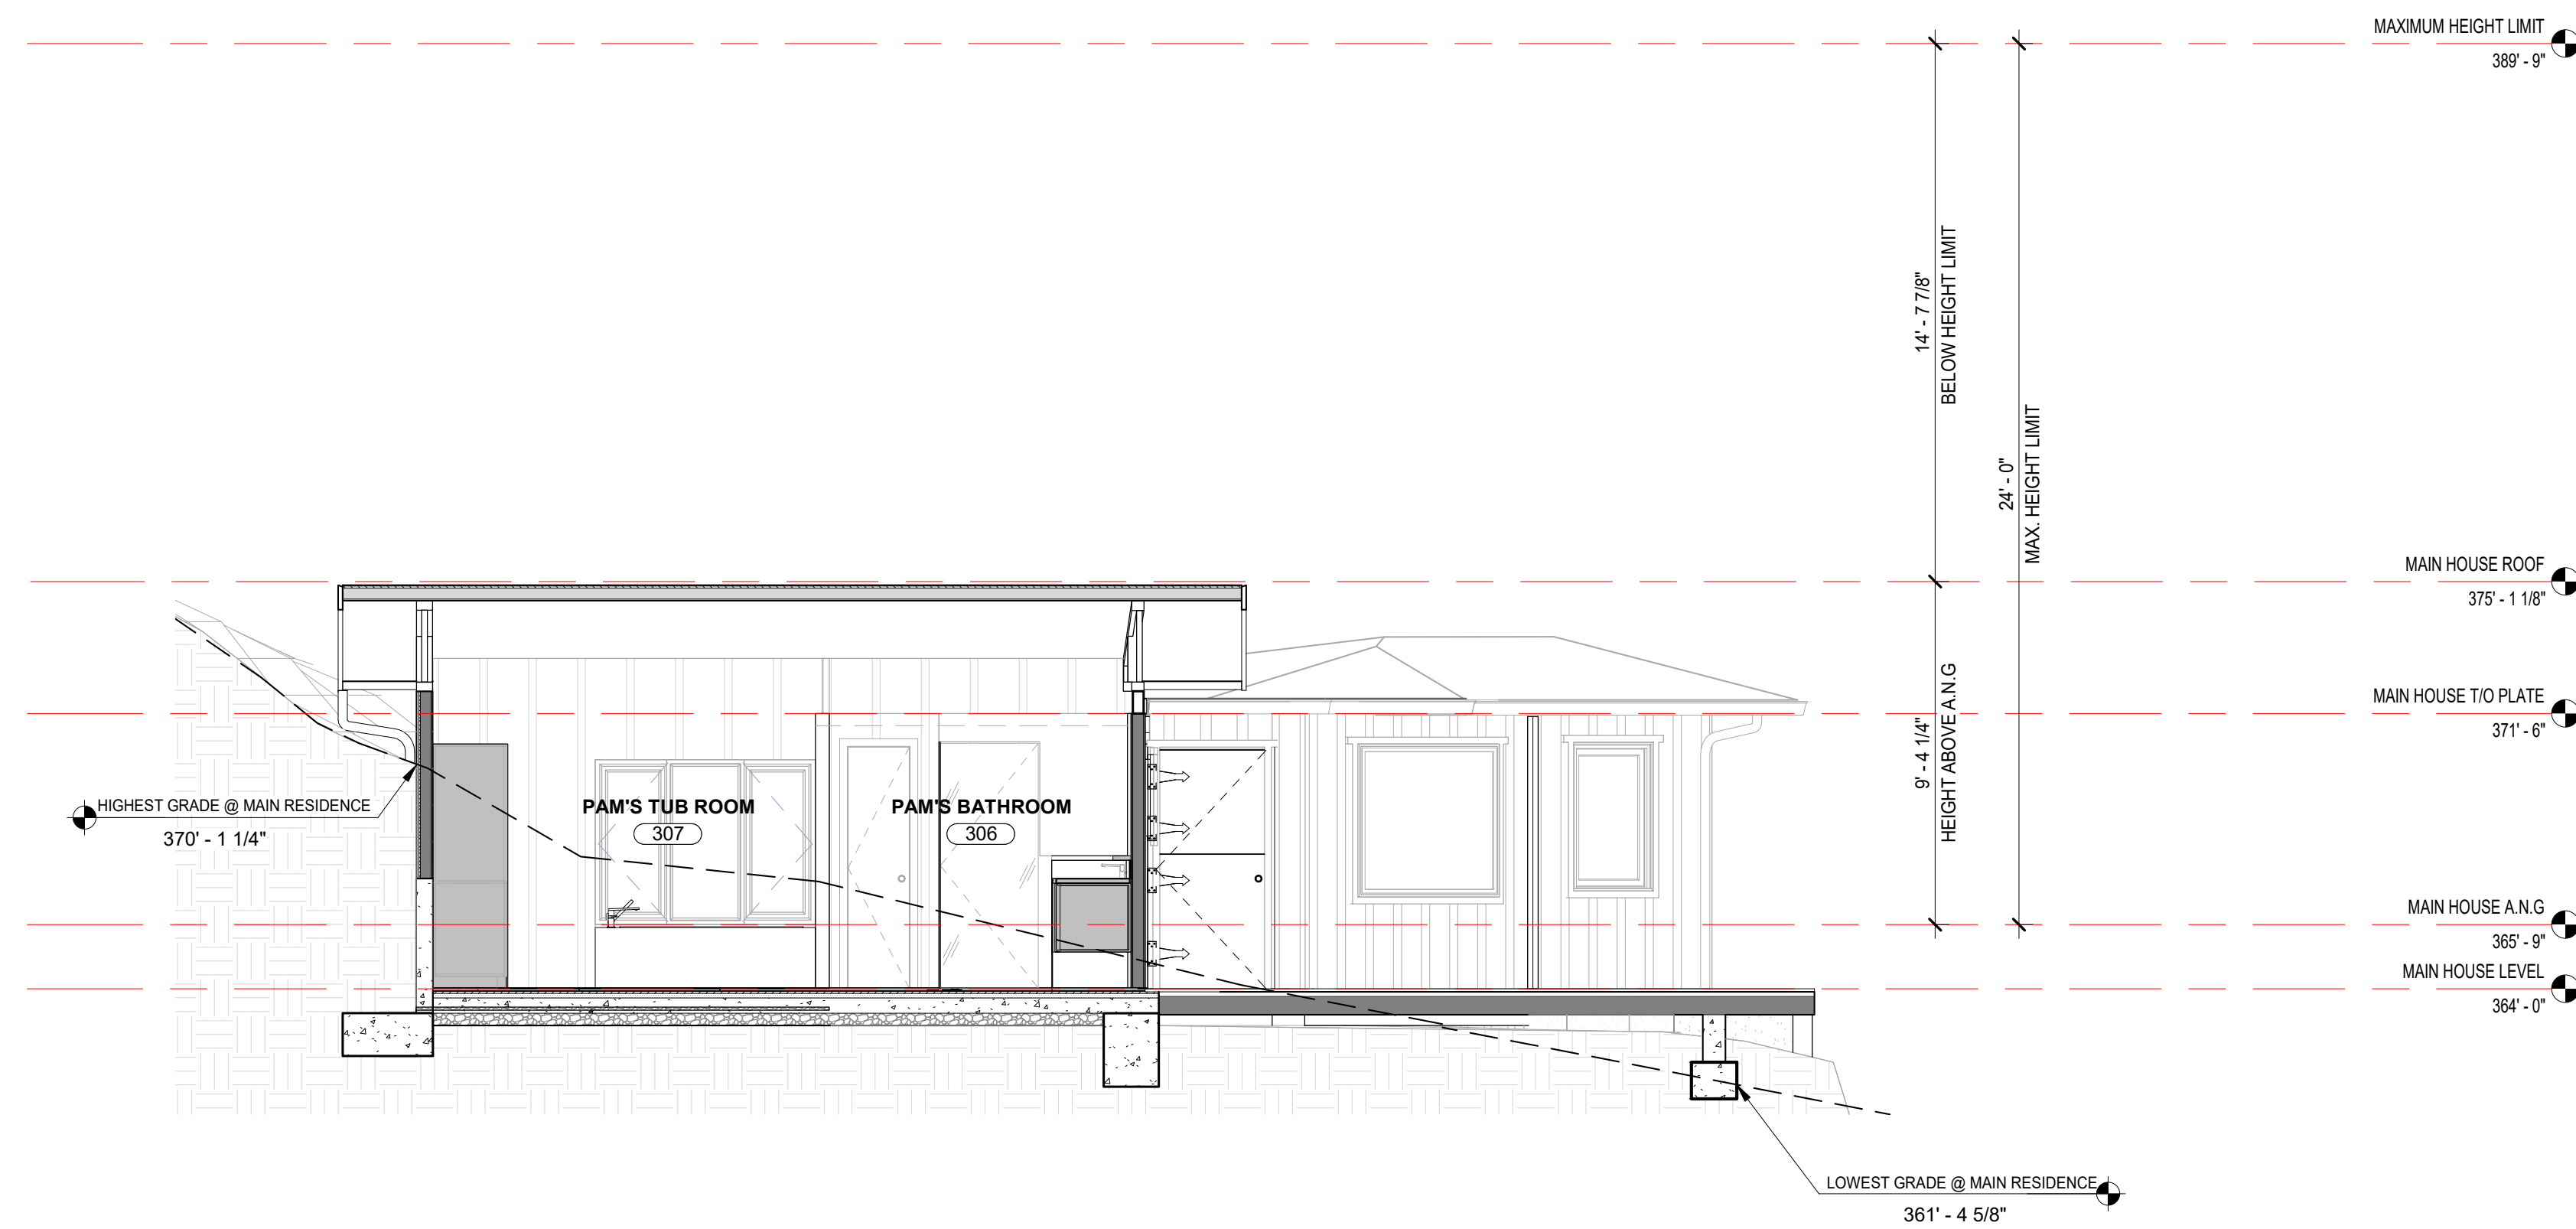 MAXIMUM HEIGHT LIMIT
389' - 9"
14' - 7 7/8"
BELOW HEIGHT LIMIT
24' - 0"
MAX. HEIGHT LIMIT
MAIN HOUSE ROOF
375' - 1 1/8"
MAIN HOUSE T/O PLATE
371' - 6"
9' - 4 1/4"
HEIGHT ABOVE A.N.G
HIGHEST GRADE @ MAIN RESIDENCE
370' - 1 1/4"
PAM'S TUB ROOM
307
PAM'S BATHROOM
306
MAIN HOUSE A.N.G
365' - 9"
MAIN HOUSE LEVEL
364' - 0"
LOWEST GRADE @ MAIN RESIDENCE
361' - 4 5/8"